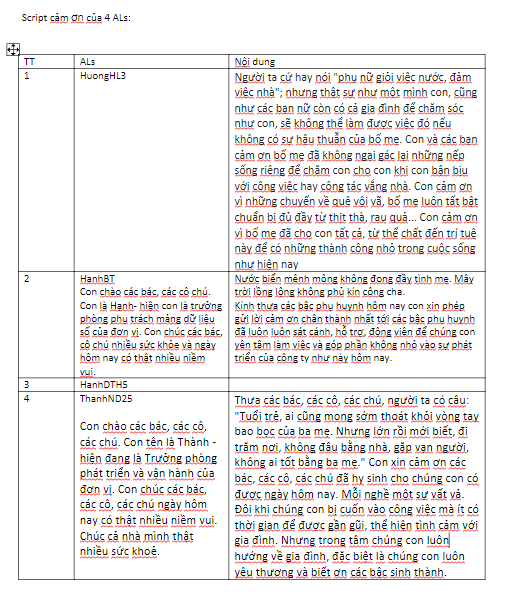 Script cảm ơn của 4 ALs:
TT ALs Nội dung
1 HuongHL3
Người ta cứ hay nói "phụ nữ giỏi việc nước, đảm
việc nhà"; nhưng thật sự như một mình con, cũng
như các bạn nữ còn có cả gia đình để chăm sóc
như con, sẽ không thể làm được việc đó nếu
không có sự hậu thuẫn của bố mẹ. Con và các bạn
cảm ơn bố mẹ đã không ngại gác lại những nếp
sống riêng để chăm con cho con khi con bận bịu
với công việc hay công tác vắng nhà. Con cảm ơn
vì những chuyến về quê vội vã, bố mẹ luôn tất bật
chuẩn bị đủ đầy từ thịt thà, rau quả... Con cảm ơn
vì bố mẹ đã cho con tất cả, từ thể chất đến trí tuệ
này để có những thành công nhỏ trong cuộc sống
như hiện nay
2 HanhBT
Con chào các bác, các cô chú.
Con là Hạnh- hiện con là trưởng
phòng phụ trách mảng dữ liệu
số của đơn vị. Con chúc các bác,
cô chú nhiều sức khỏe và ngày
hôm nay có thật nhiều niềm
vui.
Nước biển mênh mông không đong đầy tình mẹ. Mây
trời lồng lộng không phủ kín công cha.
Kính thưa các bậc phụ huynh hôm nay con xin phép
gửi lời cảm ơn chân thành nhất tới các bậc phụ huynh
đã luôn luôn sát cánh, hỗ trợ, động viên để chúng con
yên tâm làm việc và góp phần không nhỏ vào sự phát
triển của công ty như này hôm nay.
3 HanhDTH5
4 ThanhND25
Con chào các bác, các cô,
các chú. Con tên là Thành -
hiện đang là Trưởng phòng
phát triển và vận hành của
đơn vị. Con chúc các bác,
các cô, các chú ngày hôm
nay có thật nhiều niềm vui.
Chúc cả nhà mình thật
nhiều sức khoẻ.
Thưa các bác, các cô, các chú, người ta có câu:
"Tuổi trẻ, ai cũng mong sớm thoát khỏi vòng tay
bao bọc của ba mẹ. Nhưng lớn rồi mới biết, đi
trăm nơi, không đâu bằng nhà, gặp vạn người,
không ai tốt bằng ba mẹ." Con xin cảm ơn các
bác, các cô, các chú đã hy sinh cho chúng con có
được ngày hôm nay. Mỗi nghề một sự vất vả.
Đôi khi chúng con bị cuốn vào công việc mà ít có
thời gian để được gần gũi, thể hiện tình cảm với
gia đình. Nhưng trong tâm chúng con luôn
hướng về gia đình, đặc biệt là chúng con luôn
yêu thương và biết ơn các bậc sinh thành.